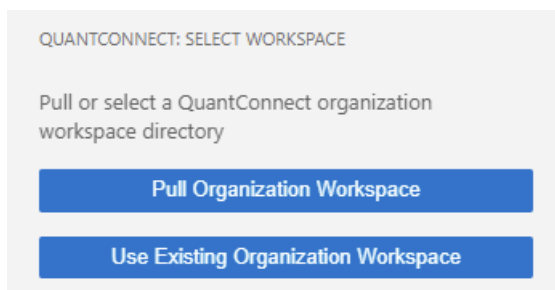 QUANTCONNECT: SELECT WORKSPACE
Pull or select a QuantConnect organization
workspace directory
Pull Organization Workspace
Use Existing Organization Workspace